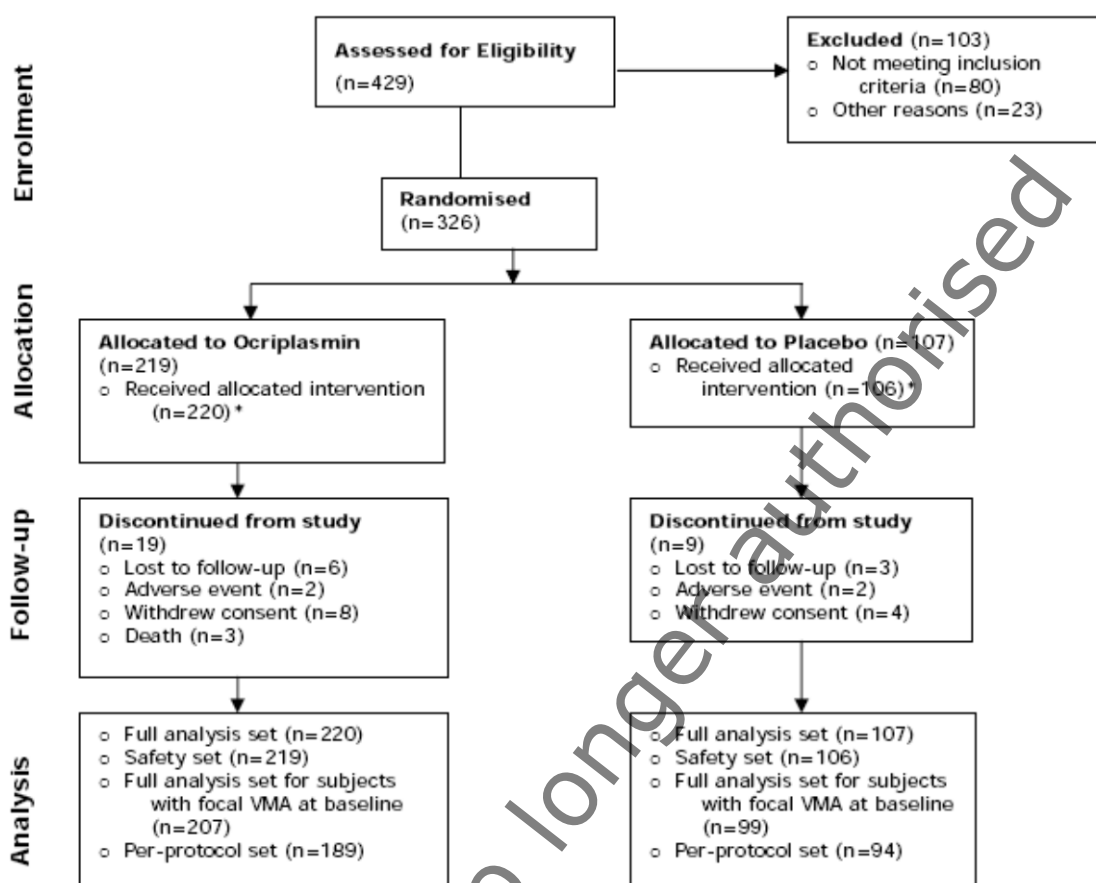 Enrolment
Assessed for Eligibility
(n=429)
Excluded (n=103)
o Not meeting inclusion
criteria (n=80)
o Other reasons (n=23)
Randomised
(n=326)
Allocation
Allocated to Ocriplasmin
(n=219)
o Received allocated intervention
(n=220)*
Allocated to Placebo (n=107)
o Received allocated
intervention (n=106)*
Follow-up
Discontinued from study
(n=19)
o Lost to follow-up (n=6)
o Adverse event (n=2)
o Withdrew consent (n=8)
o Death (n=3)
Discontinued from study
(n=9)
o Lost to follow-up (n=3)
o Adverse event (n=2)
o Withdrew consent (n=4)
Analysis
o Full analysis set (n=220)
o Safety set (n=219)
o Full analysis set for subjects
with focal VMA at baseline
(n=207)
o Per-protocol set (n=189)
o Full analysis set (n=107)
o Safety set (n=106)
o Full analysis set for subjects
with focal VMA at baseline
(n=99)
o Per-protocol set (n=94)
o longer authorised